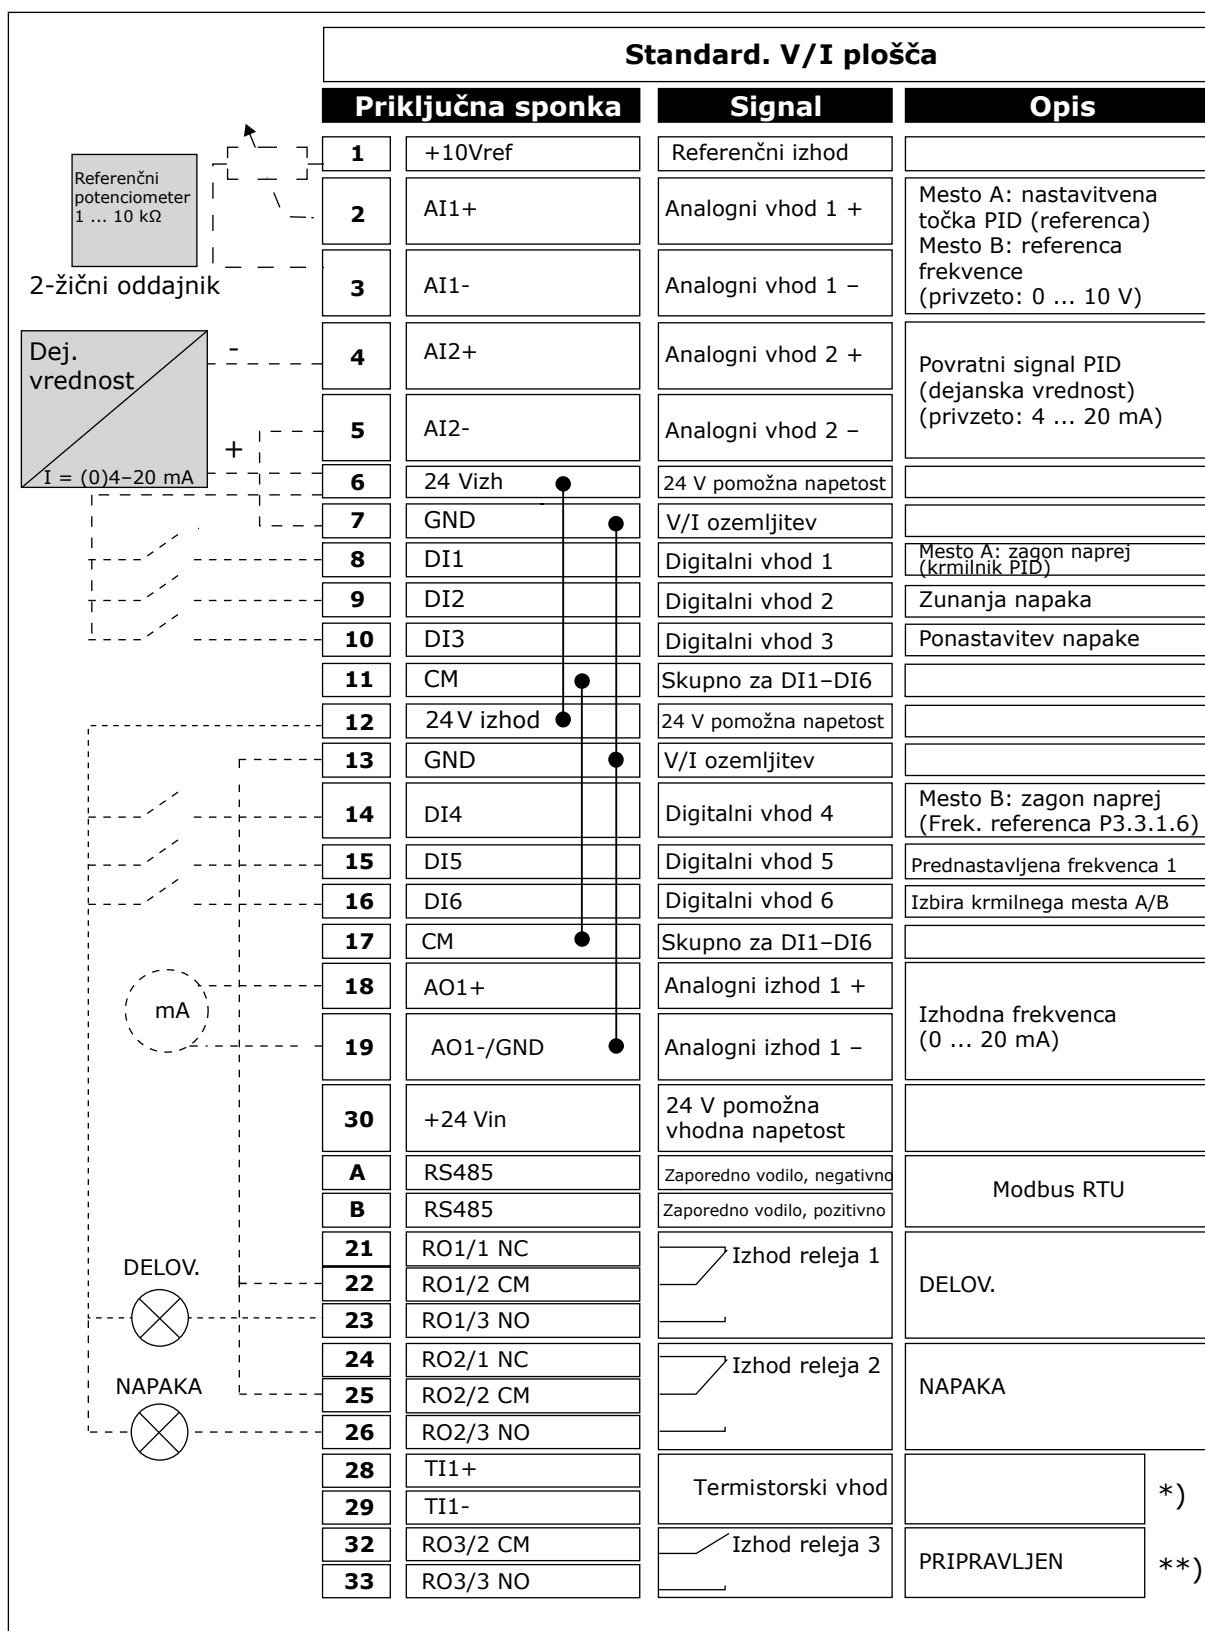 Standard. V/I plošča
Priključna sponka
Signal
Opis
Referenčni
potenciometer
1 ... 10 kΩ
2-žični oddajnik
1
+10Vref
Referenčni izhod
2
AI1+
Analogni vhod 1 +
Mesto A: nastavitvena
točka PID (referenca)
Mesto B: referenca
frekvence
(privzeto: 0 ... 10 V)
3
AI1-
Analogni vhod 1 –
Dej.
vrednost
-
+
I = (0)4–20 mA
4
AI2+
Analogni vhod 2 +
Povratni signal PID
(dejanska vrednost)
(privzeto: 4 ... 20 mA)
5
AI2-
Analogni vhod 2 –
6
24 Vizh
24 V pomožna napetost
7
GND
V/I ozemljitev
8
DI1
Digitalni vhod 1
Mesto A: zagon naprej
(krmilnik PID)
9
DI2
Digitalni vhod 2
Zunanja napaka
10
DI3
Digitalni vhod 3
Ponastavitev napake
11
CM
Skupno za DI1–DI6
12
24 V izhod
24 V pomožna napetost
13
GND
V/I ozemljitev
14
DI4
Digitalni vhod 4
Mesto B: zagon naprej
(Frek. referenca P3.3.1.6)
15
DI5
Digitalni vhod 5
Prednastavljena frekvenca 1
16
DI6
Digitalni vhod 6
Izbira krmilnega mesta A/B
17
CM
Skupno za DI1–DI6
mA
18
AO1+
Analogni izhod 1 +
Izhodna frekvenca
(0 ... 20 mA)
19
AO1-/GND
Analogni izhod 1 –
30
+24 Vin
24 V pomožna
vhodna napetost
A
RS485
Zaporedno vodilo, negativno
Modbus RTU
B
RS485
Zaporedno vodilo, pozitivno
DELOV.
21
RO1/1 NC
Izhod releja 1
DELOV.
22
RO1/2 CM
23
RO1/3 NO
NAPAKA
24
RO2/1 NC
Izhod releja 2
NAPAKA
25
RO2/2 CM
26
RO2/3 NO
28
TI1+
Termistorski vhod
*)
29
TI1-
32
RO3/2 CM
Izhod releja 3
PRIPRAVLJEN
**)
33
RO3/3 NO